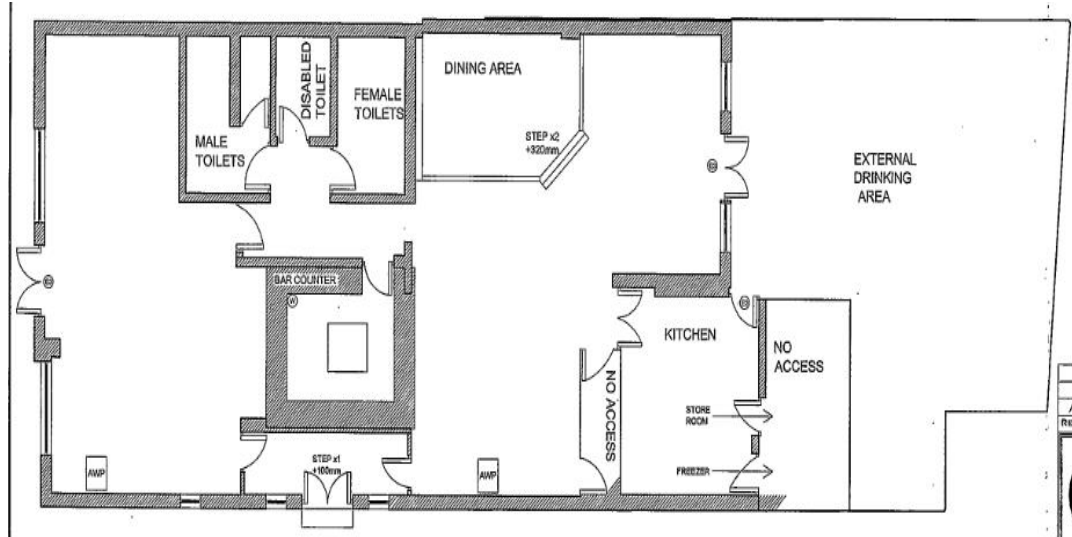 DINING AREA
DISABLED
TOILET
FEMALE
TOILETS
MALE
TOILETS
STEP x2
+320mm
EXTERNAL
DRINKING
AREA
BAR COUNTER
W
KITCHEN
NO
ACCESS
NO ACCESS
STORE
ROOM
FREEZER
STEP x1
+100mm
AWP
AWP